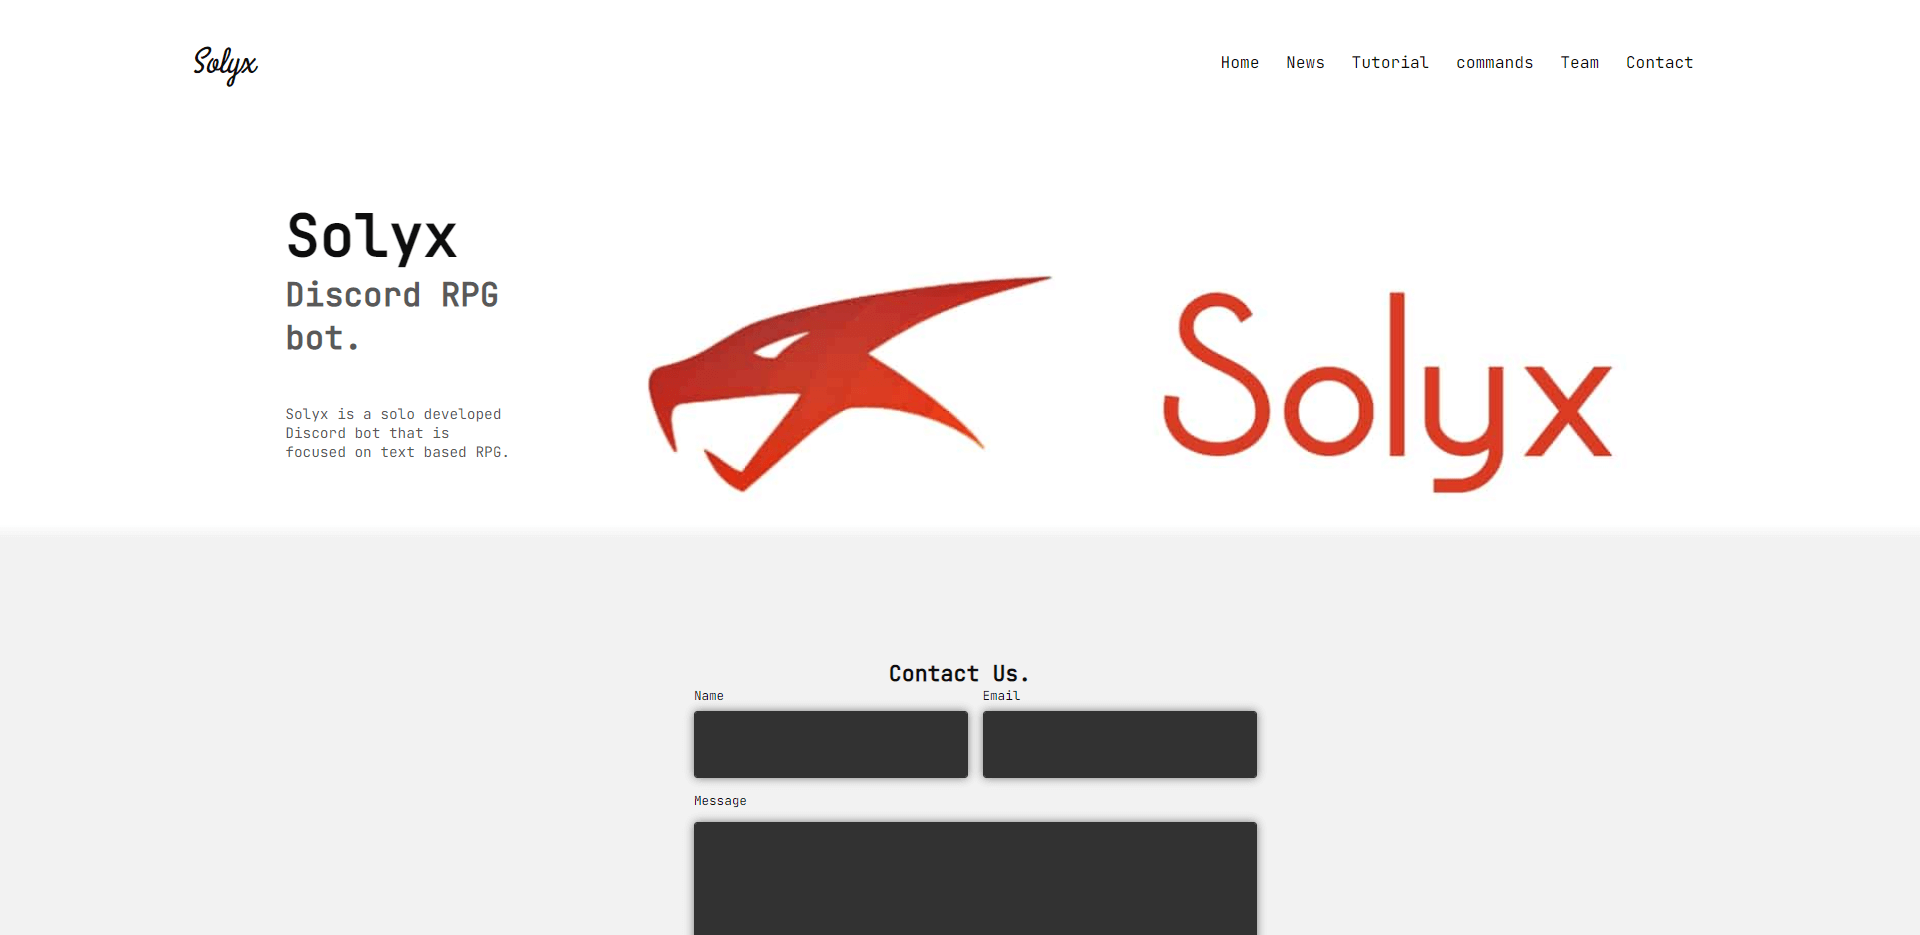 Solyx
Home News Tutorial commands Team Contact
Solyx
Discord RPG
bot.
Solyx is a solo developed
Discord bot that is
focused on text based RPG.
Solyx
Contact Us.
Name Email
Message